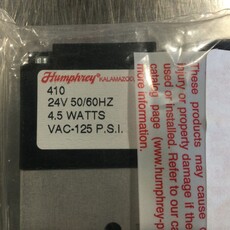 Humphrey® KALAMAZOO
410
24V 50/60HZ
4.5 WATTS
VAC-125 P.S.I.
These products may cause
injury or property damage if
used or installed. Refer to our
catalog page (www.humphrey-p
more information.